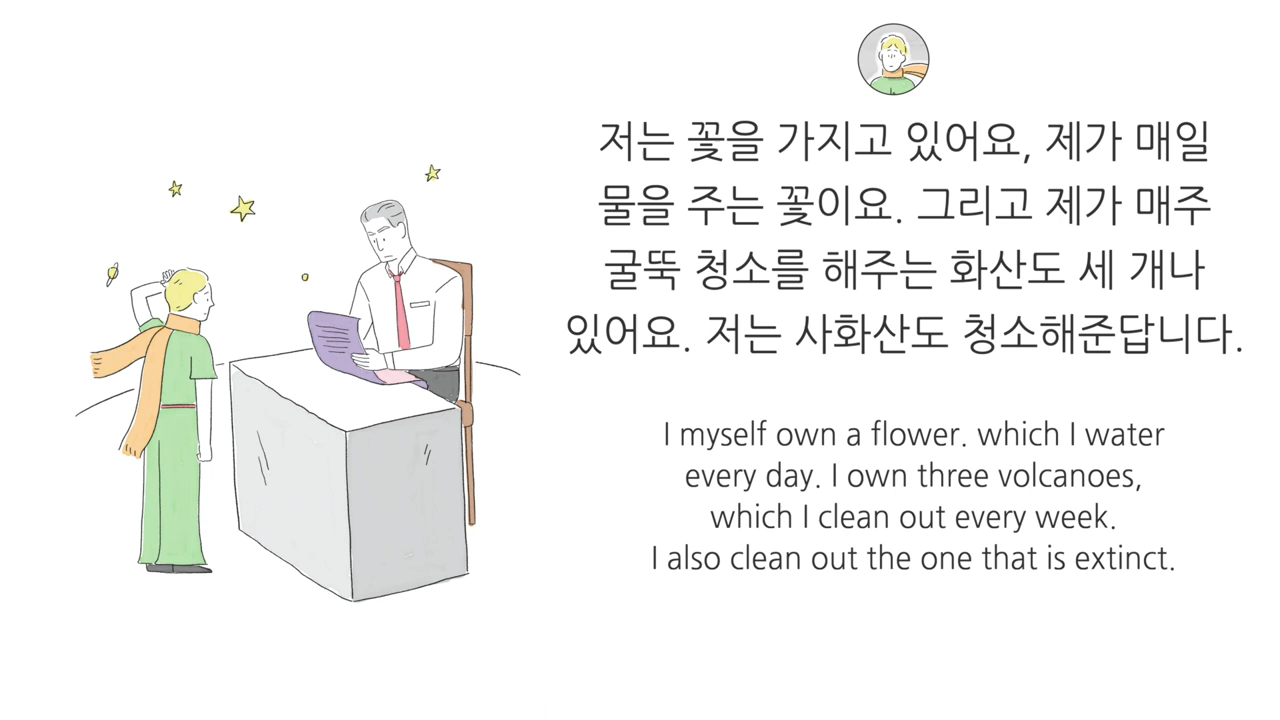 저는 꽃을 가지고 있어요, 제가 매일
물을 주는 꽃이요. 그리고 제가 매주
굴뚝 청소를 해주는 화산도 세 개나
있어요. 저는 사화산도 청소해준답니다.
I myself own a flower. which I water
every day. I own three volcanoes,
which I clean out every week.
I also clean out the one that is extinct.